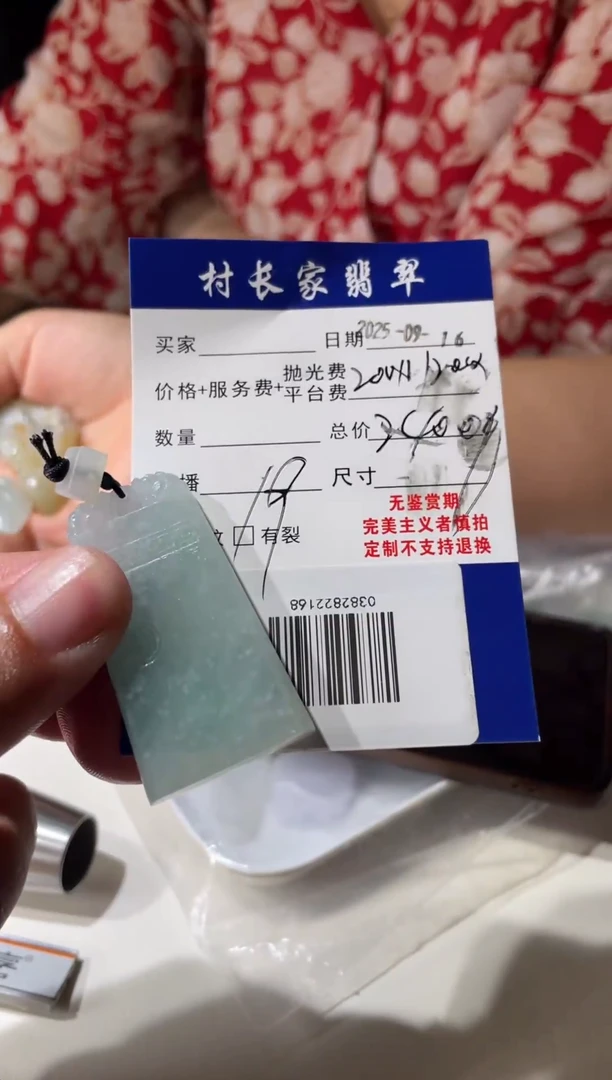 村长家翡翠
买家 日期 2025-09-16
价格+服务费+抛光费平台费
数量 总价
播 19 尺寸
纹 □ 有裂
无鉴赏期
完美主义者慎拍
定制不支持退换
0382822168